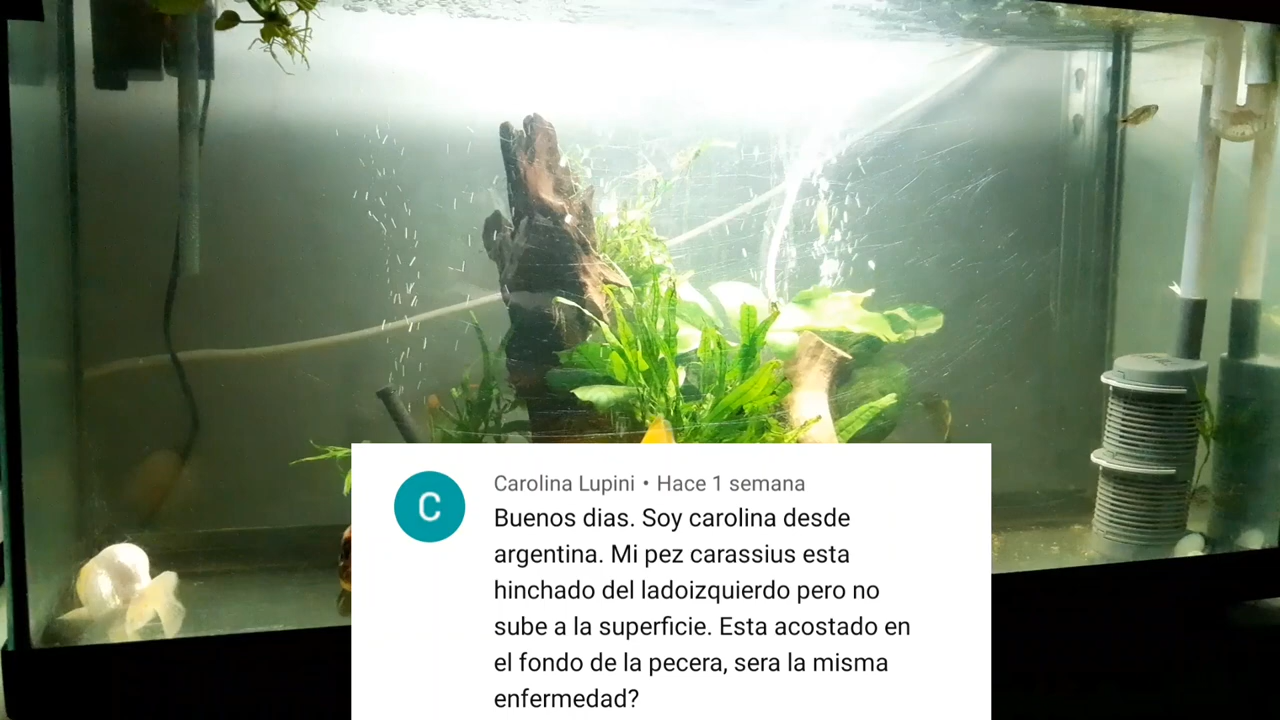 C
Carolina Lupini • Hace 1 semana
Buenos dias. Soy carolina desde
argentina. Mi pez carassius esta
hinchado del ladoizquierdo pero no
sube a la superficie. Esta acostado en
el fondo de la pecera, sera la misma
enfermedad?